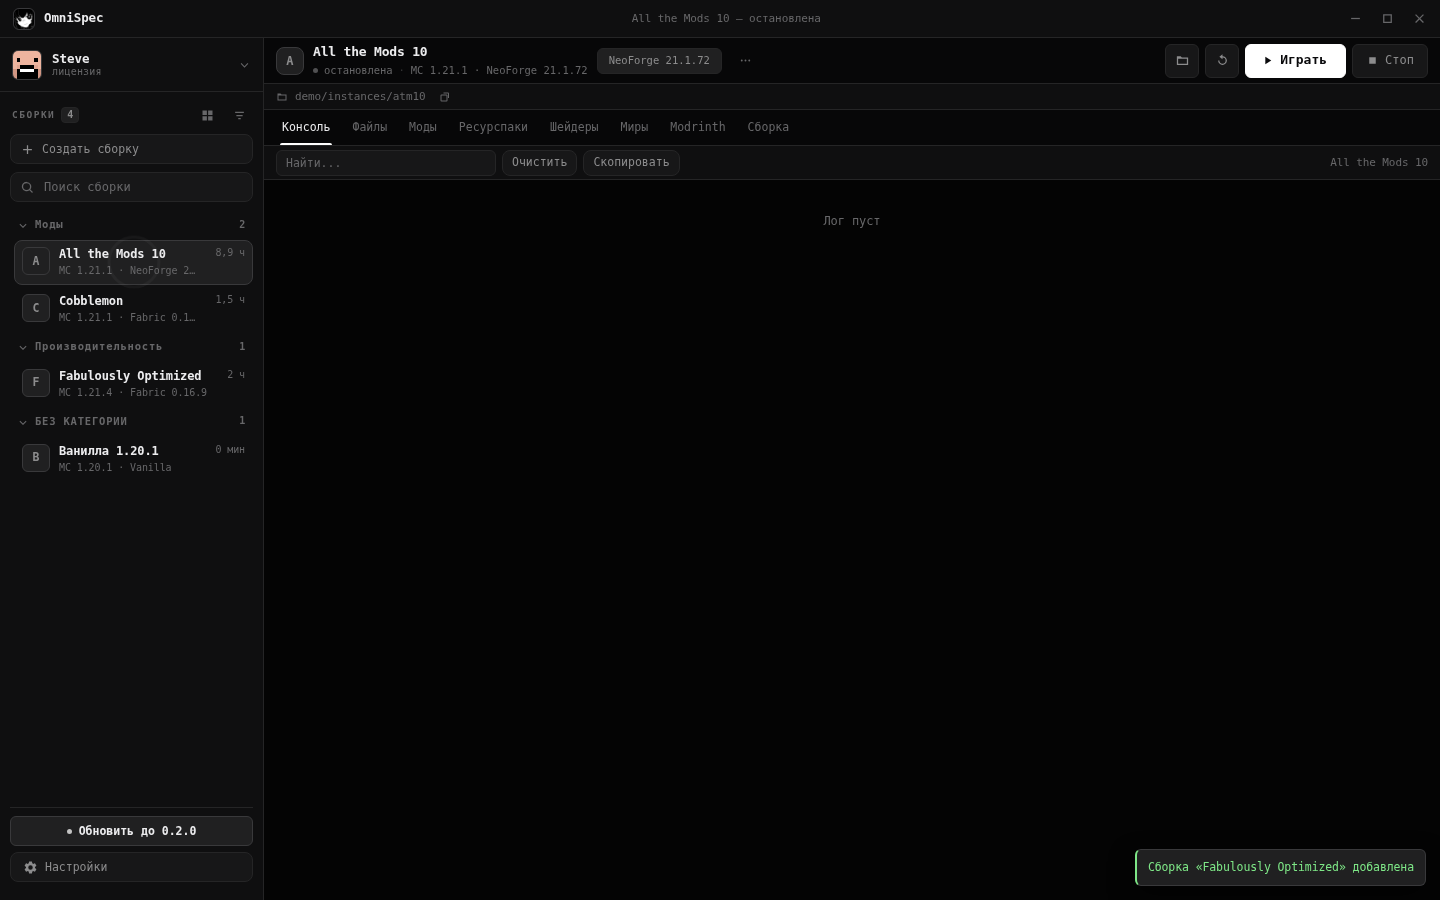 OmniSpec
All the Mods 10 — остановлена
Steve
лицензия
СБОРКИ 4
Создать сборку
Поиск сборки
Моды 2
A All the Mods 10 8,9 ч
MC 1.21.1 · NeoForge 2…
C Cobblemon 1,5 ч
MC 1.21.1 · Fabric 0.1…
Производительность 1
F Fabulously Optimized 2 ч
MC 1.21.4 · Fabric 0.16.9
БЕЗ КАТЕГОРИИ 1
В Ванилла 1.20.1 0 мин
MC 1.20.1 · Vanilla
Обновить до 0.2.0
Настройки
A All the Mods 10
остановлена · MC 1.21.1 · NeoForge 21.1.72
NeoForge 21.1.72
Играть
Стоп
demo/instances/atm10
Консоль Файлы Моды Ресурспаки Шейдеры Миры Modrinth Сборка
Найти... Очистить Скопировать All the Mods 10
Лог пуст
Сборка «Fabulously Optimized» добавлена